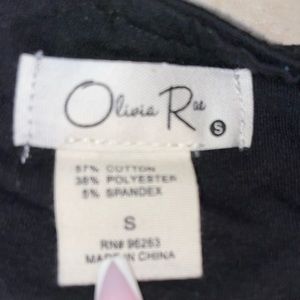 Olivia Rae
S
57% COTTON
38% POLYESTER
5% SPANDEX
S
RN# 96263
MADE IN CHINA